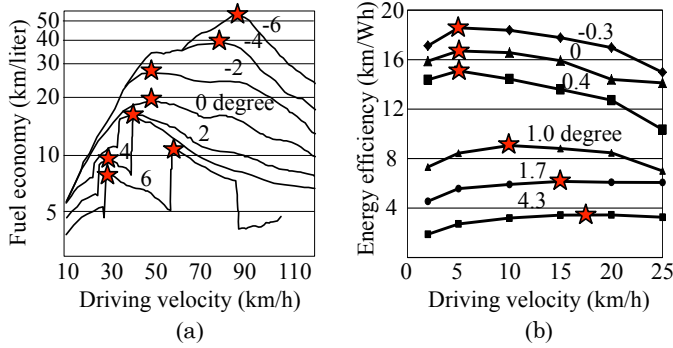 Fuel economy (km/liter)
50
40
30
20
10
5
-6
-4
-2
0 degree
2
4
6
10 30 50 70 90 110
Driving velocity (km/h)
(a)
Energy efficiency (km/Wh)
20
16
12
8
4
-0.3
0
0.4
1.0 degree
1.7
4.3
0 5 10 15 20 25
Driving velocity (km/h)
(b)